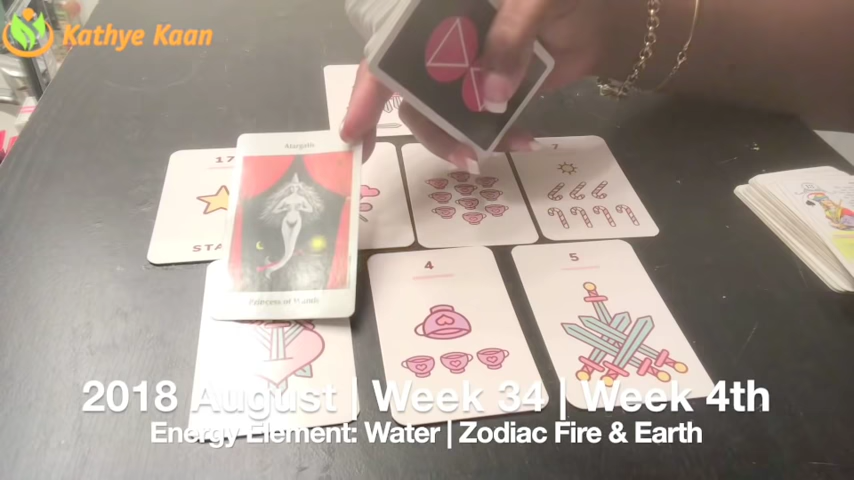 Kathye Kaan
7
17
STA
Princess of Wands
4
5
2018 August | Week 34 | Week 4th
Energy Element: Water | Zodiac Fire & Earth